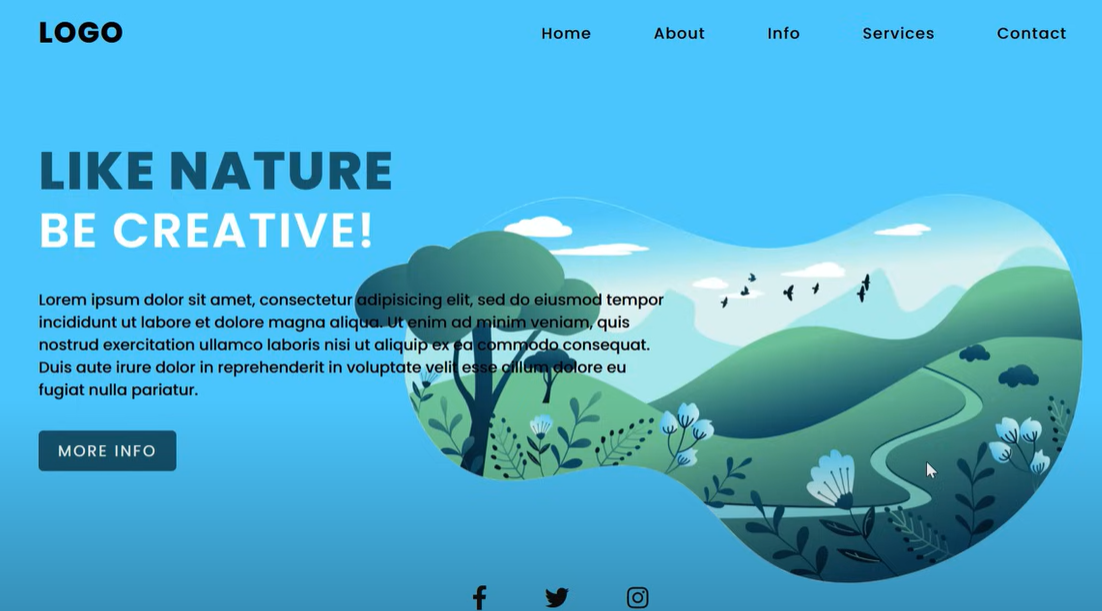 LOGO
Home About Info Services Contact
LIKE NATURE
BE CREATIVE!
Lorem ipsum dolor sit amet, consectetur adipisicing elit, sed do eiusmod tempor
incididunt ut labore et dolore magna aliqua. Ut enim ad minim veniam, quis
nostrud exercitation ullamco laboris nisi ut aliquip ex ea commodo consequat.
Duis aute irure dolor in reprehenderit in voluptate velit esse cillum dolore eu
fugiat nulla pariatur.
MORE INFO